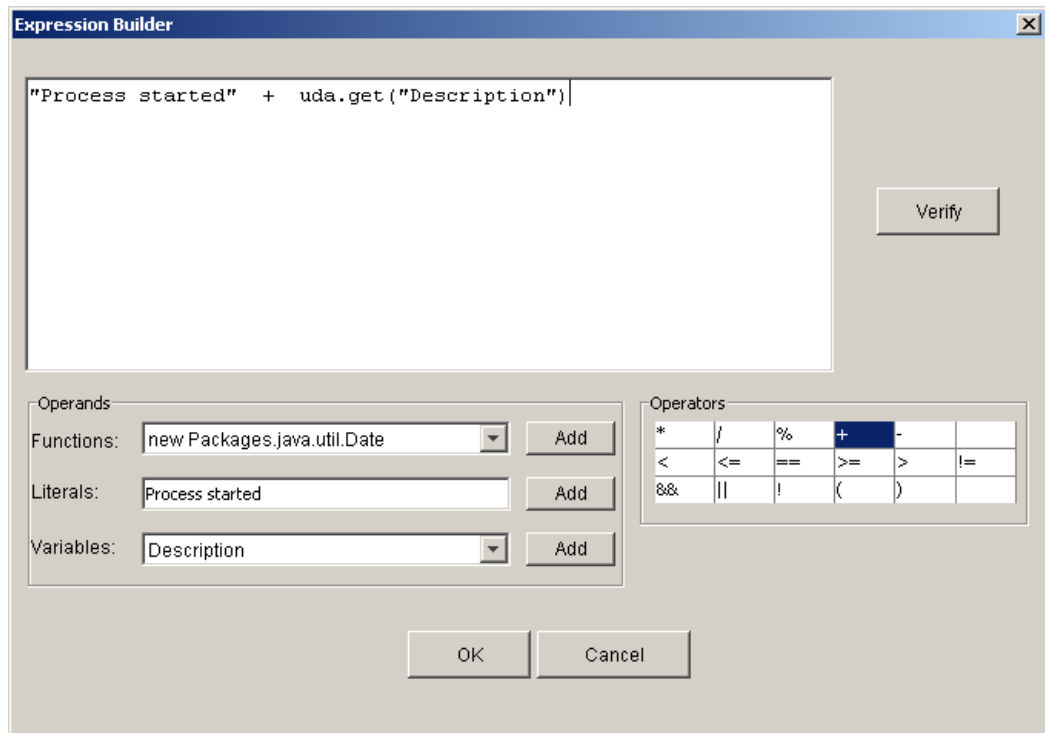 Expression Builder
"Process started"  +  uda.get("Description")
Verify
Operands
Functions: new Packages.java.util.Date Add
Literals: Process started Add
Variables: Description Add
Operators
* / % + -
< <= == >= > !=
&& || ! ( )
OK Cancel